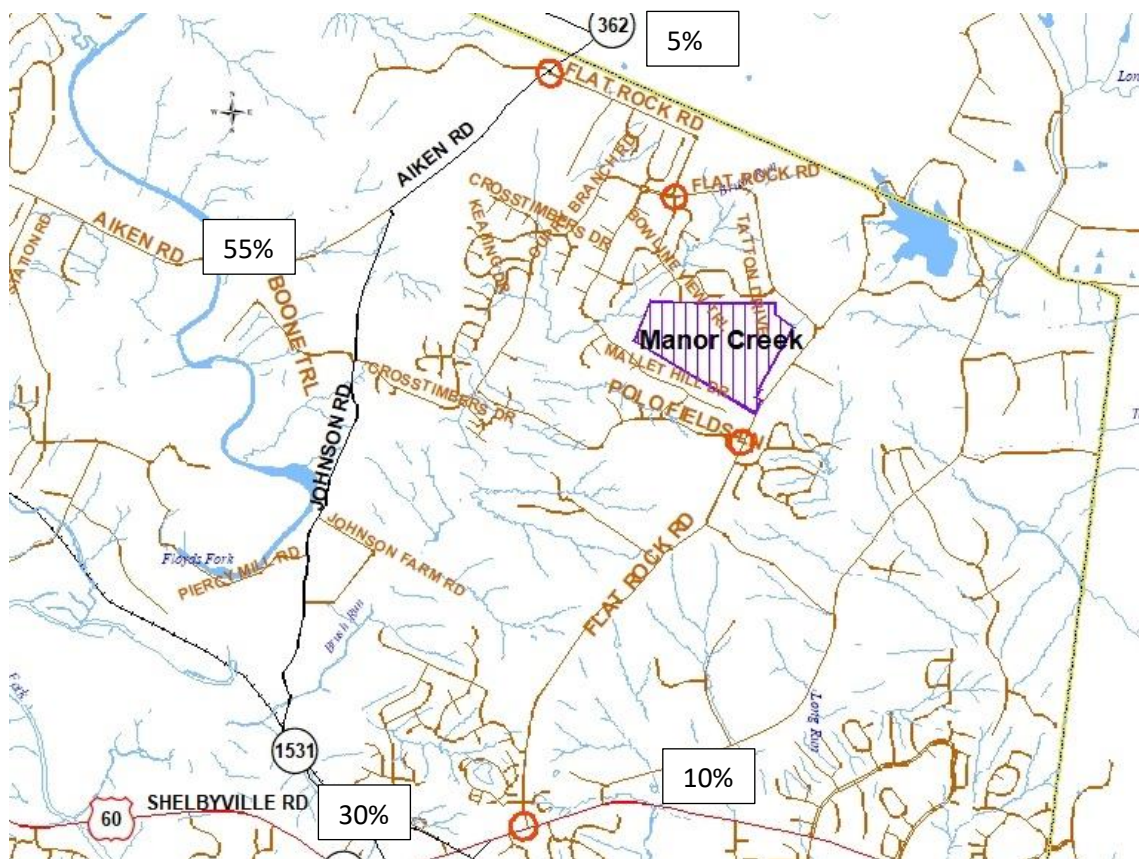 362
5%
FLAT ROCK RD
Lon
AIKEN RD
N
W E
S
FLAT ROCK RD
CROSSTIMBERS DR
KEAMING DR
BRANCH RD
BOWLINE
VIEW TRL
TATTON DRIVE
AIKEN RD
STATION RD
55%
BOONE TRL
Manor Creek
MALLET HILL DR
POLO FIELDS LN
CROSSTIMBERS DR
JOHNSON RD
JOHNSON FARM RD
Floyds Fork
PIERCY MILL RD
FLAT ROCK RD
Brush Run
Fork
Long Run
1531
10%
SHELBYVILLE RD
60
30%